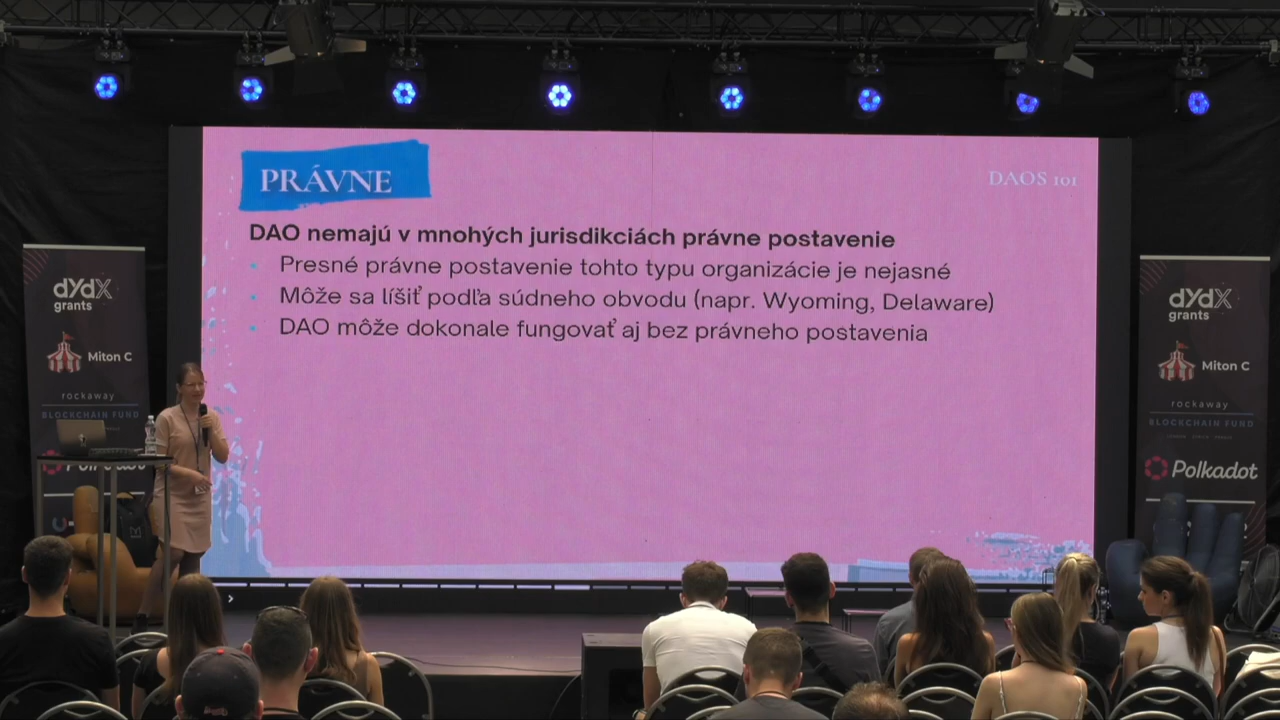 PRÁVNE
DAOS 101
DAO nemajú v mnohých jurisdikciách právne postavenie
Presné právne postavenie tohto typu organizácie je nejasné
Môže sa líšiť podľa súdneho obvodu (napr. Wyoming, Delaware)
DAO môže dokonale fungovať aj bez právneho postavenia
dYdX
grants
Miton C
rockaway
BLOCKCHAIN FUND
dYdX
grants
Miton C
rockaway
BLOCKCHAIN FUND
Polkadot